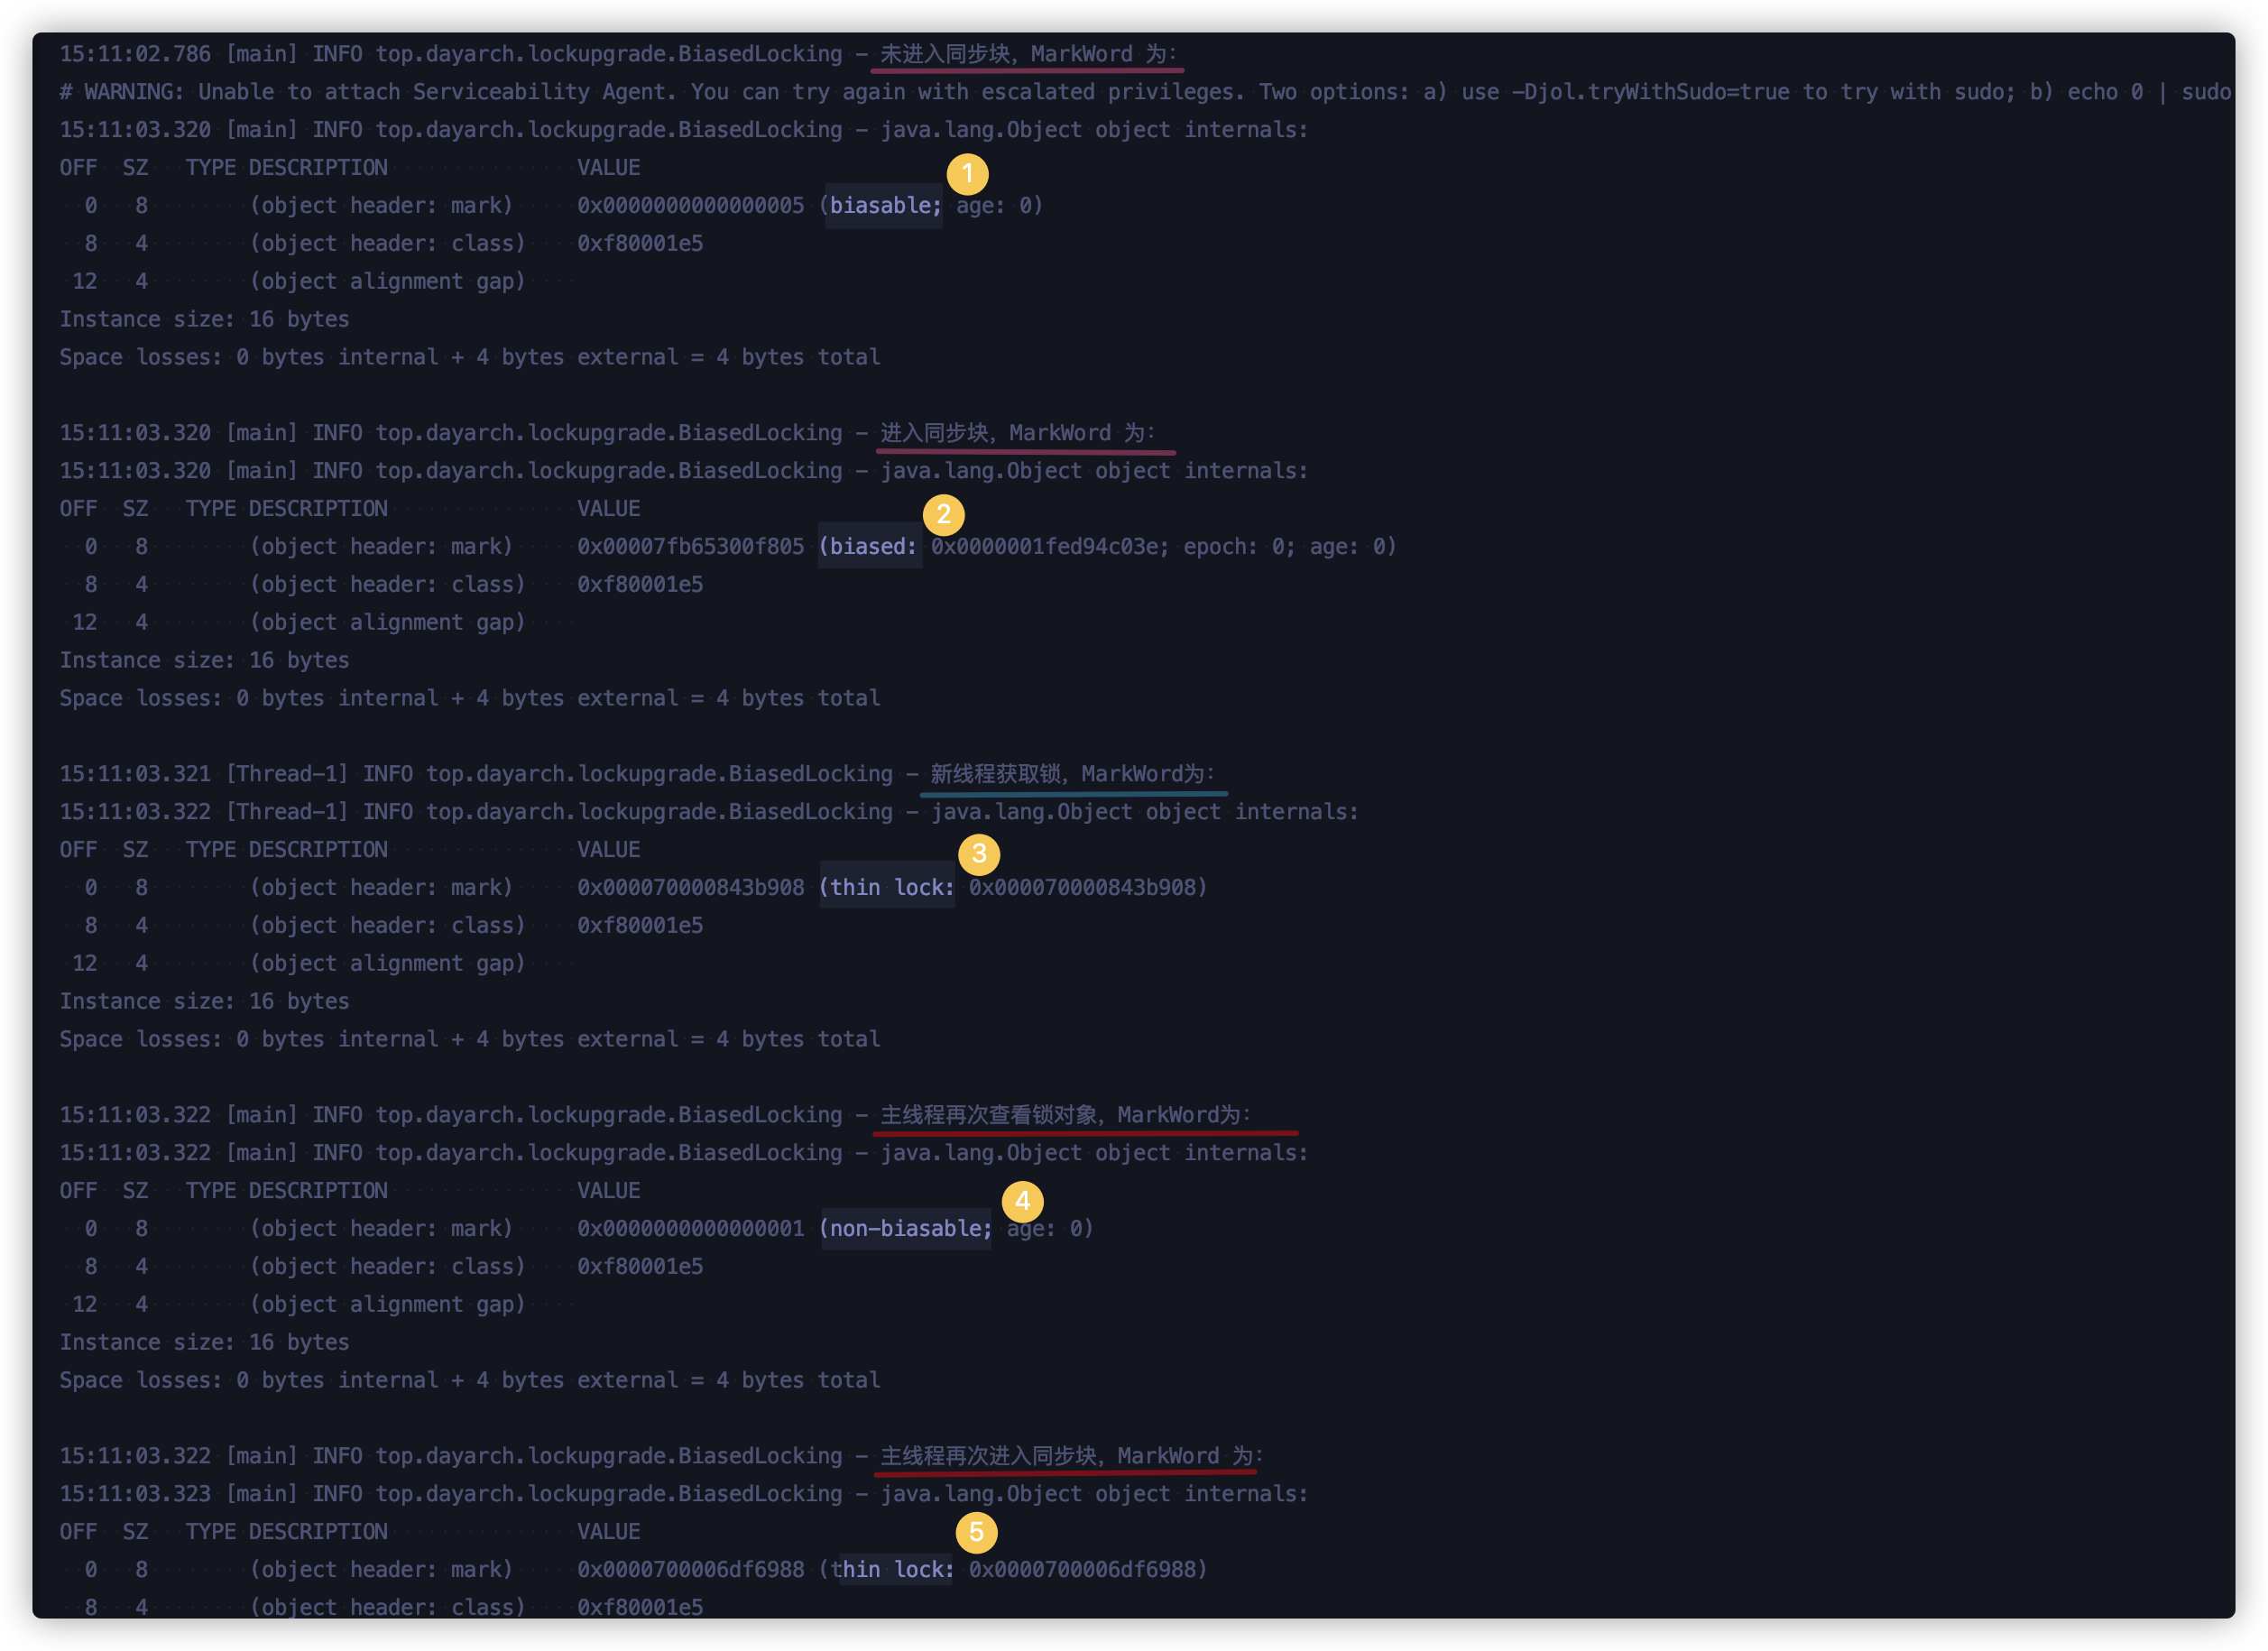 15:11:02.786 [main] INFO top.dayarch.lockupgrade.BiasedLocking - 未进入同步块，MarkWord 为：
# WARNING: Unable to attach Serviceability Agent. You can try again with escalated privileges. Two options: a) use -Djol.tryWithSudo=true to try with sudo; b) echo 0 | sudo
15:11:03.320 [main] INFO top.dayarch.lockupgrade.BiasedLocking - java.lang.Object object internals:
OFF SZ TYPE DESCRIPTION VALUE
1
0 8 (object header: mark) 0x0000000000000005 (biasable; age: 0)
8 4 (object header: class) 0xf80001e5
12 4 (object alignment gap)
Instance size: 16 bytes
Space losses: 0 bytes internal + 4 bytes external = 4 bytes total
15:11:03.320 [main] INFO top.dayarch.lockupgrade.BiasedLocking - 进入同步块，MarkWord 为：
15:11:03.320 [main] INFO top.dayarch.lockupgrade.BiasedLocking - java.lang.Object object internals:
OFF SZ TYPE DESCRIPTION VALUE
2
0 8 (object header: mark) 0x00007fb65300f805 (biased: 0x0000001fed94c03e; epoch: 0; age: 0)
8 4 (object header: class) 0xf80001e5
12 4 (object alignment gap)
Instance size: 16 bytes
Space losses: 0 bytes internal + 4 bytes external = 4 bytes total
15:11:03.321 [Thread-1] INFO top.dayarch.lockupgrade.BiasedLocking - 新线程获取锁，MarkWord为：
15:11:03.322 [Thread-1] INFO top.dayarch.lockupgrade.BiasedLocking - java.lang.Object object internals:
OFF SZ TYPE DESCRIPTION VALUE
3
0 8 (object header: mark) 0x000070000843b908 (thin lock: 0x000070000843b908)
8 4 (object header: class) 0xf80001e5
12 4 (object alignment gap)
Instance size: 16 bytes
Space losses: 0 bytes internal + 4 bytes external = 4 bytes total
15:11:03.322 [main] INFO top.dayarch.lockupgrade.BiasedLocking - 主线程再次查看锁对象，MarkWord为：
15:11:03.322 [main] INFO top.dayarch.lockupgrade.BiasedLocking - java.lang.Object object internals:
OFF SZ TYPE DESCRIPTION VALUE
4
0 8 (object header: mark) 0x0000000000000001 (non-biasable; age: 0)
8 4 (object header: class) 0xf80001e5
12 4 (object alignment gap)
Instance size: 16 bytes
Space losses: 0 bytes internal + 4 bytes external = 4 bytes total
15:11:03.322 [main] INFO top.dayarch.lockupgrade.BiasedLocking - 主线程再次进入同步块，MarkWord 为：
15:11:03.323 [main] INFO top.dayarch.lockupgrade.BiasedLocking - java.lang.Object object internals:
OFF SZ TYPE DESCRIPTION VALUE
5
0 8 (object header: mark) 0x0000700006df6988 (thin lock: 0x0000700006df6988)
8 4 (object header: class) 0xf80001e5